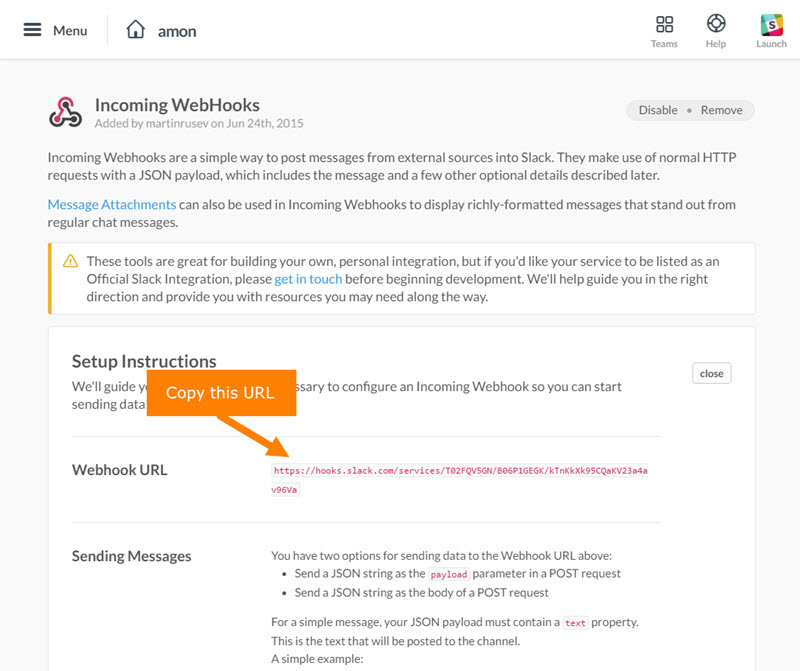 Menu
amon
Teams
Help
S
Launch
Incoming WebHooks
Added by martinrusev on Jun 24th, 2015
Disable • Remove
Incoming Webhooks are a simple way to post messages from external sources into Slack. They make use of normal HTTP
requests with a JSON payload, which includes the message and a few other optional details described later.
Message Attachments can also be used in Incoming Webhooks to display richly-formatted messages that stand out from
regular chat messages.
These tools are great for building your own, personal integration, but if you'd like your service to be listed as an
Official Slack Integration, please get in touch before beginning development. We'll help guide you in the right
direction and provide you with resources you may need along the way.
Setup Instructions
close
We'll guide y ssary to configure an Incoming Webhook so you can start
sending data
Copy this URL
Webhook URL
https://hooks.slack.com/services/T02FQV5GN/B06P1GEGK/kTnKkXk95CQaKV23a4a
v96Va
Sending Messages
You have two options for sending data to the Webhook URL above:
• Send a JSON string as the payload parameter in a POST request
• Send a JSON string as the body of a POST request
For a simple message, your JSON payload must contain a text property.
This is the text that will be posted to the channel.
A simple example: